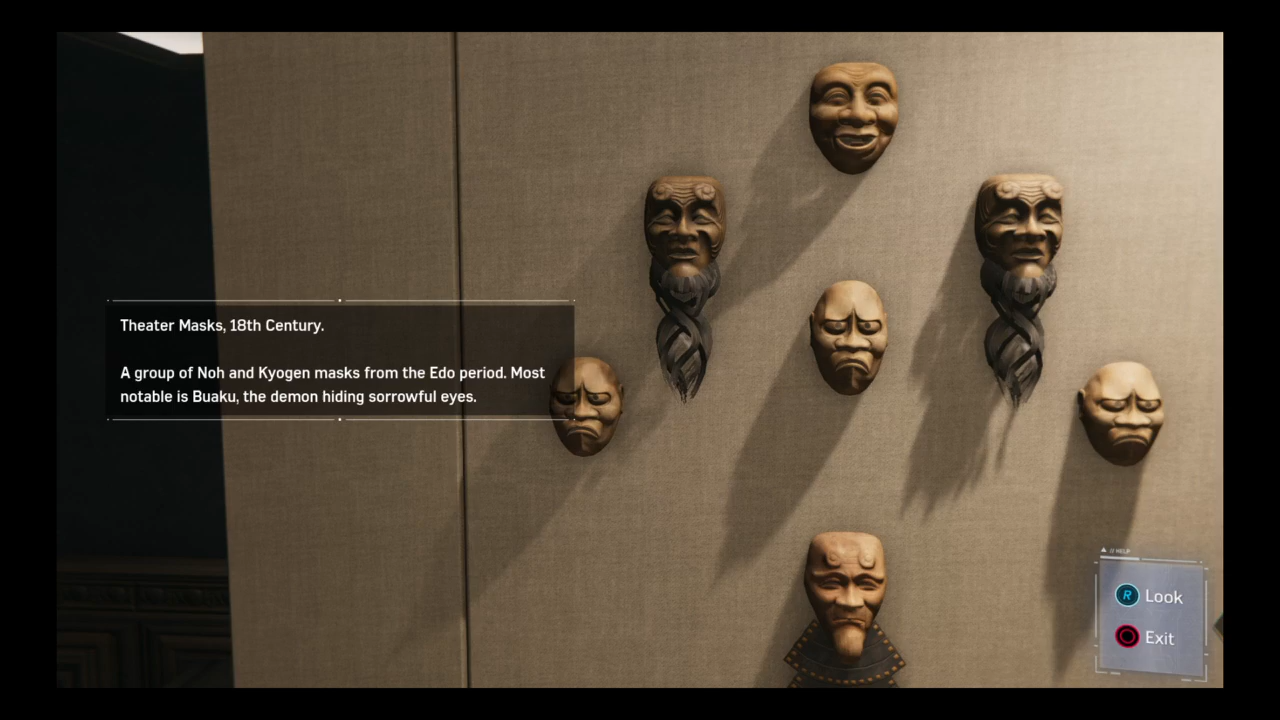 Theater Masks, 18th Century.
A group of Noh and Kyogen masks from the Edo period. Most
notable is Buaku, the demon hiding sorrowful eyes.
// HELP
R Look
Exit